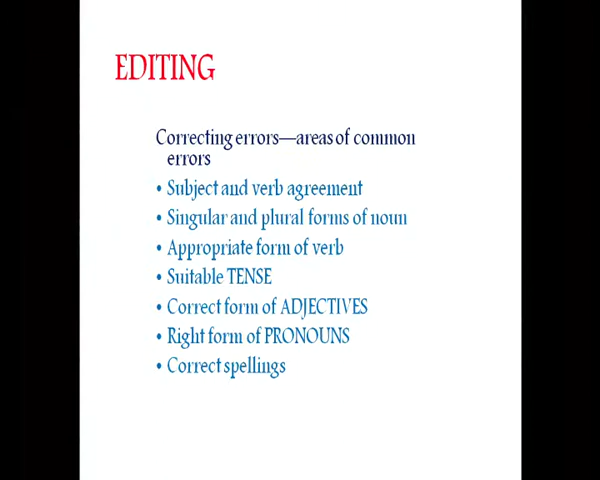 EDITING
Correcting errors—areas of common
errors
• Subject and verb agreement
• Singular and plural forms of noun
• Appropriate form of verb
• Suitable TENSE
• Correct form of ADJECTIVES
• Right form of PRONOUNS
• Correct spellings